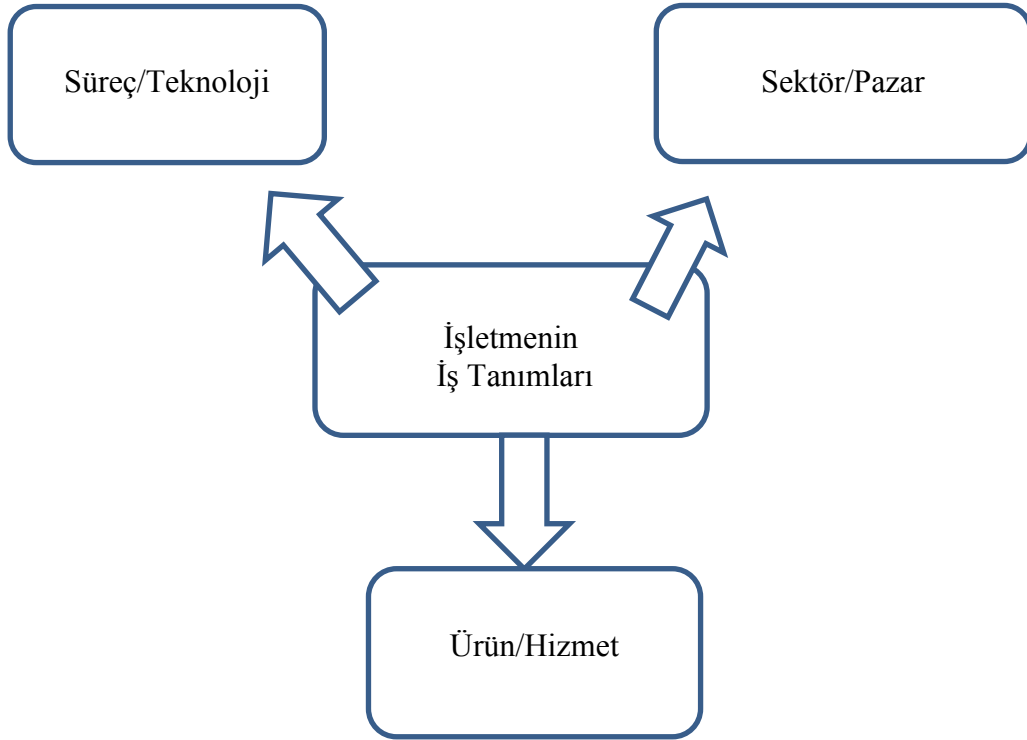 Süreç/Teknoloji
Sektör/Pazar
İşletmenin
İş Tanımları
Ürün/Hizmet